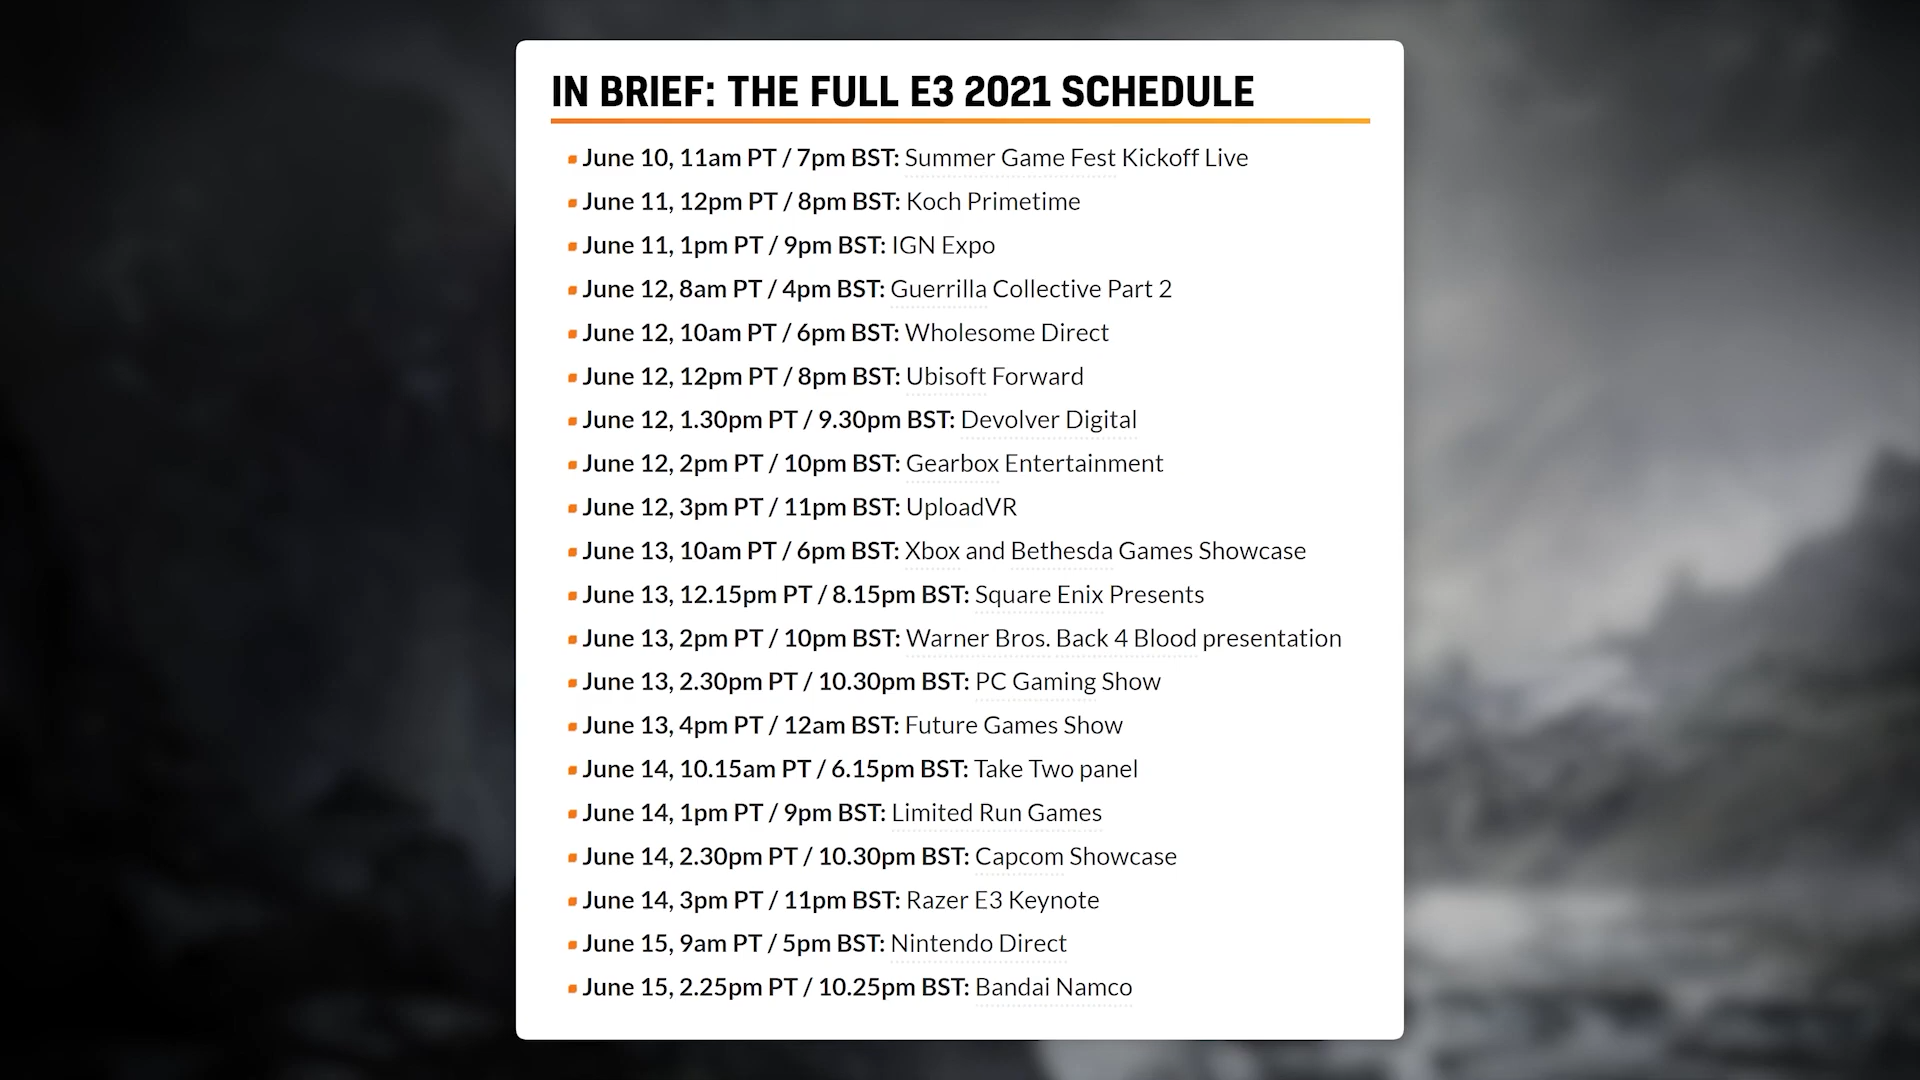 IN BRIEF: THE FULL E3 2021 SCHEDULE
June 10, 11am PT / 7pm BST: Summer Game Fest Kickoff Live
June 11, 12pm PT / 8pm BST: Koch Primetime
June 11, 1pm PT / 9pm BST: IGN Expo
June 12, 8am PT / 4pm BST: Guerrilla Collective Part 2
June 12, 10am PT / 6pm BST: Wholesome Direct
June 12, 12pm PT / 8pm BST: Ubisoft Forward
June 12, 1.30pm PT / 9.30pm BST: Devolver Digital
June 12, 2pm PT / 10pm BST: Gearbox Entertainment
June 12, 3pm PT / 11pm BST: UploadVR
June 13, 10am PT / 6pm BST: Xbox and Bethesda Games Showcase
June 13, 12.15pm PT / 8.15pm BST: Square Enix Presents
June 13, 2pm PT / 10pm BST: Warner Bros. Back 4 Blood presentation
June 13, 2.30pm PT / 10.30pm BST: PC Gaming Show
June 13, 4pm PT / 12am BST: Future Games Show
June 14, 10.15am PT / 6.15pm BST: Take Two panel
June 14, 1pm PT / 9pm BST: Limited Run Games
June 14, 2.30pm PT / 10.30pm BST: Capcom Showcase
June 14, 3pm PT / 11pm BST: Razer E3 Keynote
June 15, 9am PT / 5pm BST: Nintendo Direct
June 15, 2.25pm PT / 10.25pm BST: Bandai Namco